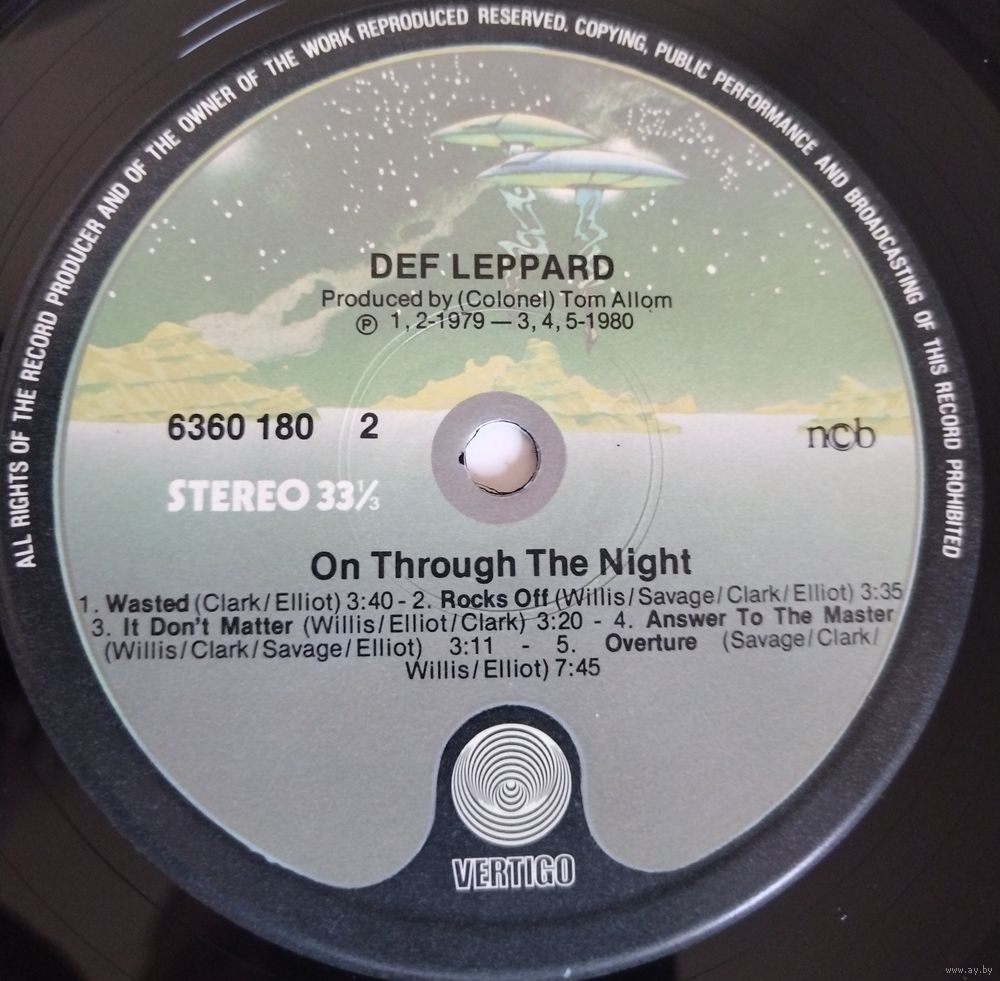 ALL RIGHTS OF THE RECORD PRODUCER AND OF THE OWNER OF THE WORK REPRODUCED RESERVED. COPYING, PUBLIC PERFORMANCE AND BROADCASTING OF THIS RECORD PROHIBITED
DEF LEPPARD
Produced by (Colonel) Tom Allom
Ⓟ 1, 2-1979 — 3, 4, 5-1980
6360 180 2
ncb
STEREO 33⅓
On Through The Night
1. Wasted (Clark/Elliot) 3:40 - 2. Rocks Off (Willis/Savage/Clark/Elliot) 3:35
3. It Don't Matter (Willis/Elliot/Clark) 3:20 - 4. Answer To The Master
(Willis/Clark/Savage/Elliot) 3:11 - 5. Overture (Savage/Clark/
Willis/Elliot) 7:45
VERTIGO
www.ay.by